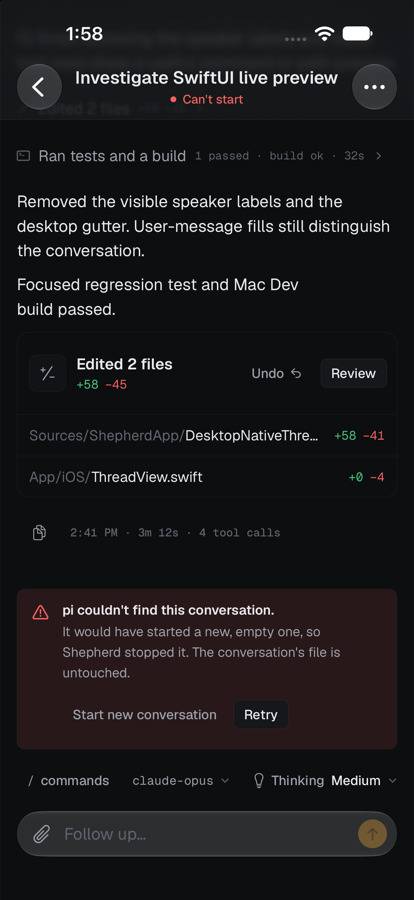 1:58
Investigate SwiftUI live preview
Can't start
Edited 2 files
Ran tests and a build 1 passed · build ok · 32s
Removed the visible speaker labels and the
desktop gutter. User-message fills still distinguish
the conversation.
Focused regression test and Mac Dev
build passed.
Edited 2 files
+58 −45
Undo
Review
Sources/ShepherdApp/DesktopNativeThre… +58 −41
App/iOS/ThreadView.swift +0 −4
2:41 PM · 3m 12s · 4 tool calls
pi couldn't find this conversation.
It would have started a new, empty one, so
Shepherd stopped it. The conversation's file is
untouched.
Start new conversation
Retry
/ commands claude-opus Thinking Medium
Follow up…